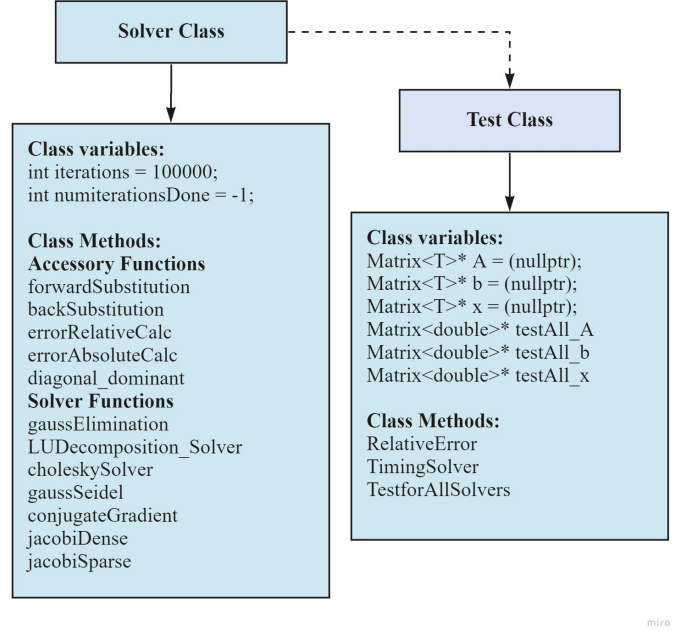 Solver Class
Test Class
Class variables:
int iterations = 100000;
int numiterationsDone = -1;
Class Methods:
Accessory Functions
forwardSubstitution
backSubstitution
errorRelativeCalc
errorAbsoluteCalc
diagonal_dominant
Solver Functions
gaussElimination
LUDecomposition_Solver
choleskySolver
gaussSeidel
conjugateGradient
jacobiDense
jacobiSparse
Class variables:
Matrix<T>* A = (nullptr);
Matrix<T>* b = (nullptr);
Matrix<T>* x = (nullptr);
Matrix<double>* testAll_A
Matrix<double>* testAll_b
Matrix<double>* testAll_x
Class Methods:
RelativeError
TimingSolver
TestforAllSolvers
miro